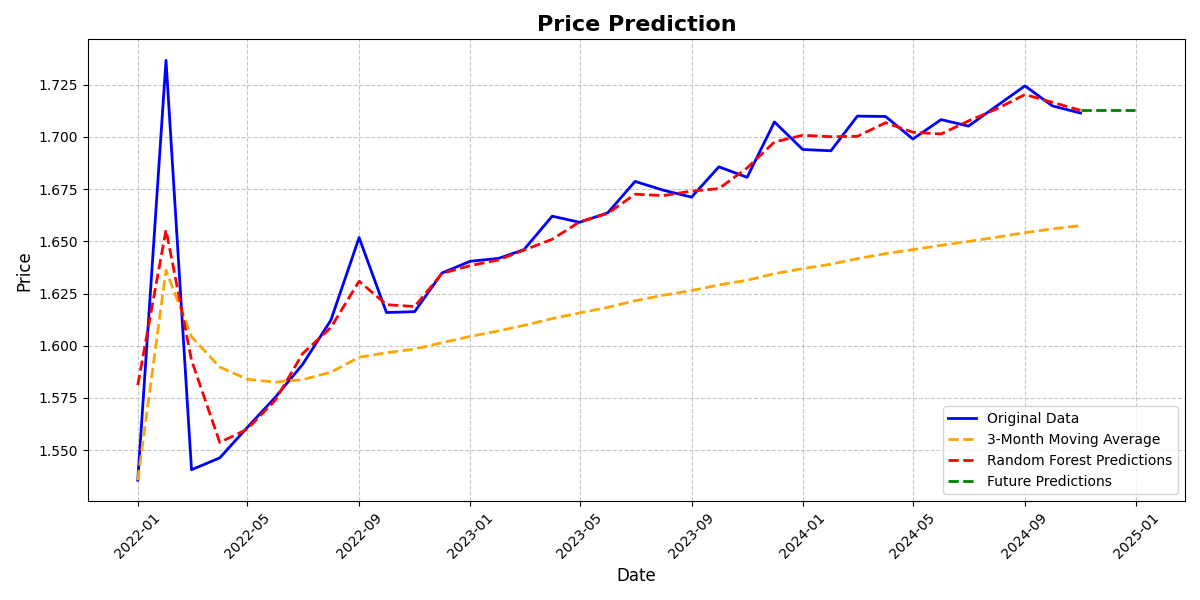 Price Prediction
Price
1.725
1.700
1.675
1.650
1.625
1.600
1.575
1.550
Original Data
3-Month Moving Average
Random Forest Predictions
Future Predictions
2022-01
2022-05
2022-09
2023-01
2023-05
2023-09
2024-01
2024-05
2024-09
2025-01
Date